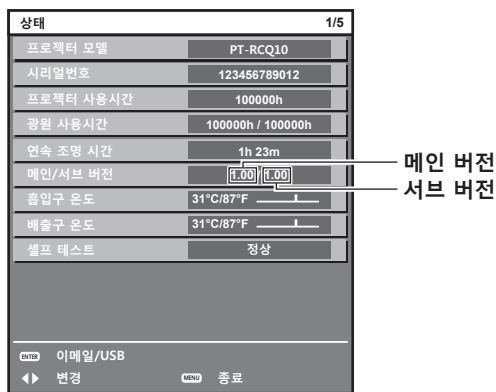 상태 1/5
프로젝터 모델 PT-RCQ10
시리얼번호 123456789012
프로젝터 사용시간 100000h
광원 사용시간 100000h / 100000h
연속 조명 시간 1h 23m
메인/서브 버전 1.00 / 1.00
메인 버전
서브 버전
흡입구 온도 31°C/87°F
배출구 온도 31°C/87°F
셀프 테스트 정상
ENTER 이메일/USB
변경 MENU 종료